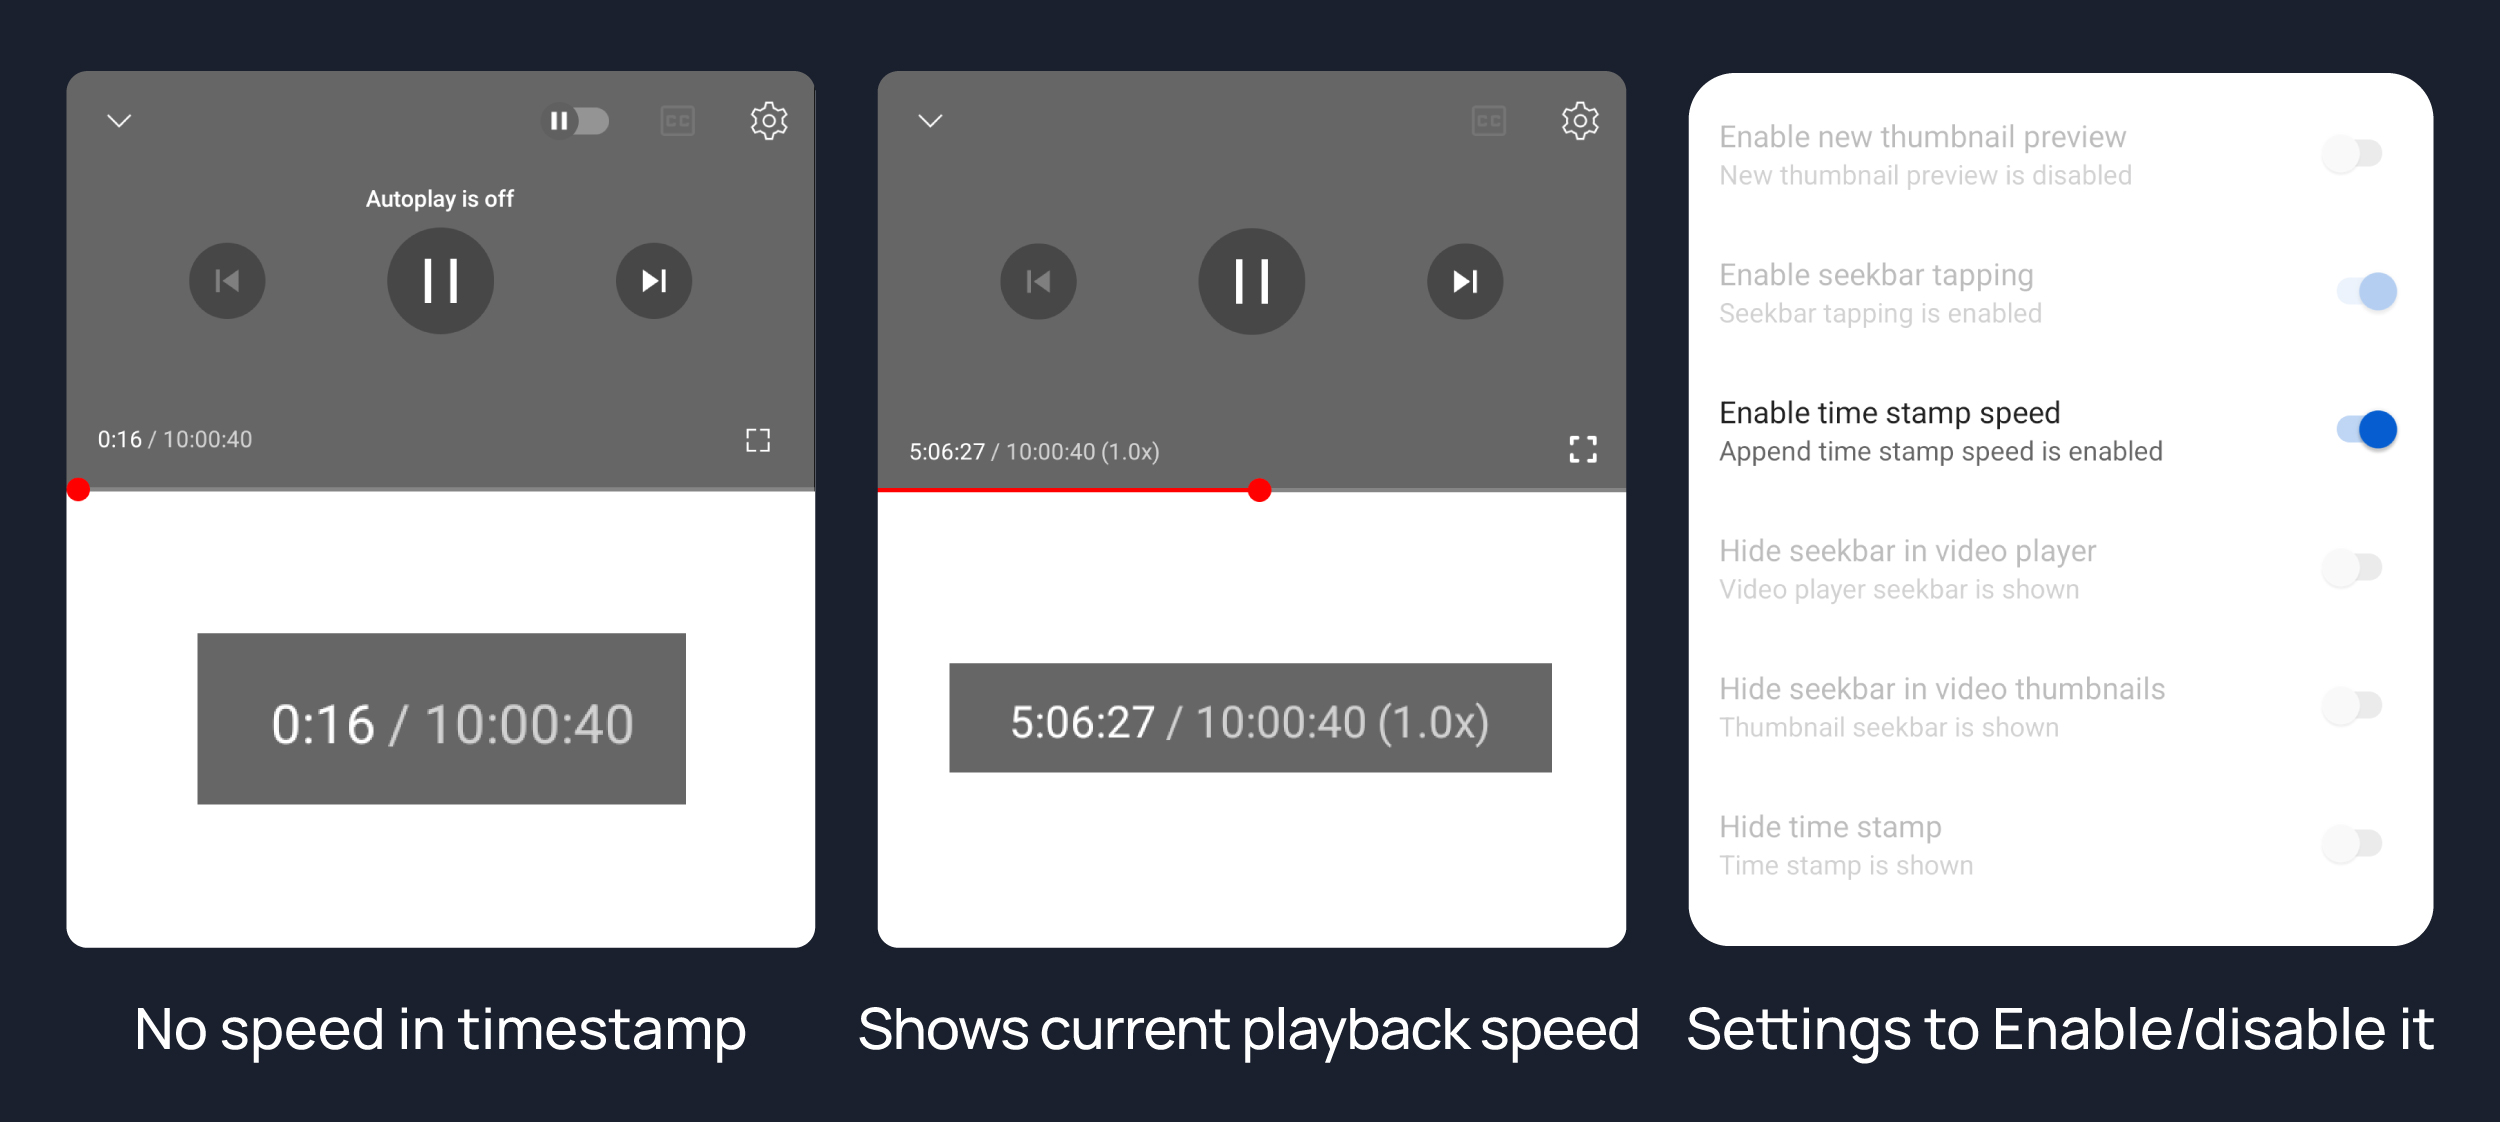 CC
Autoplay is off
0:16 / 10:00:40
0:16 / 10:00:40
No speed in timestamp
CC
5:06:27 / 10:00:40 (1.0x)
5:06:27 / 10:00:40 (1.0x)
Shows current playback speed
Enable new thumbnail preview
New thumbnail preview is disabled
Enable seekbar tapping
Seekbar tapping is enabled
Enable time stamp speed
Append time stamp speed is enabled
Hide seekbar in video player
Video player seekbar is shown
Hide seekbar in video thumbnails
Thumbnail seekbar is shown
Hide time stamp
Time stamp is shown
Settings to Enable/disable it